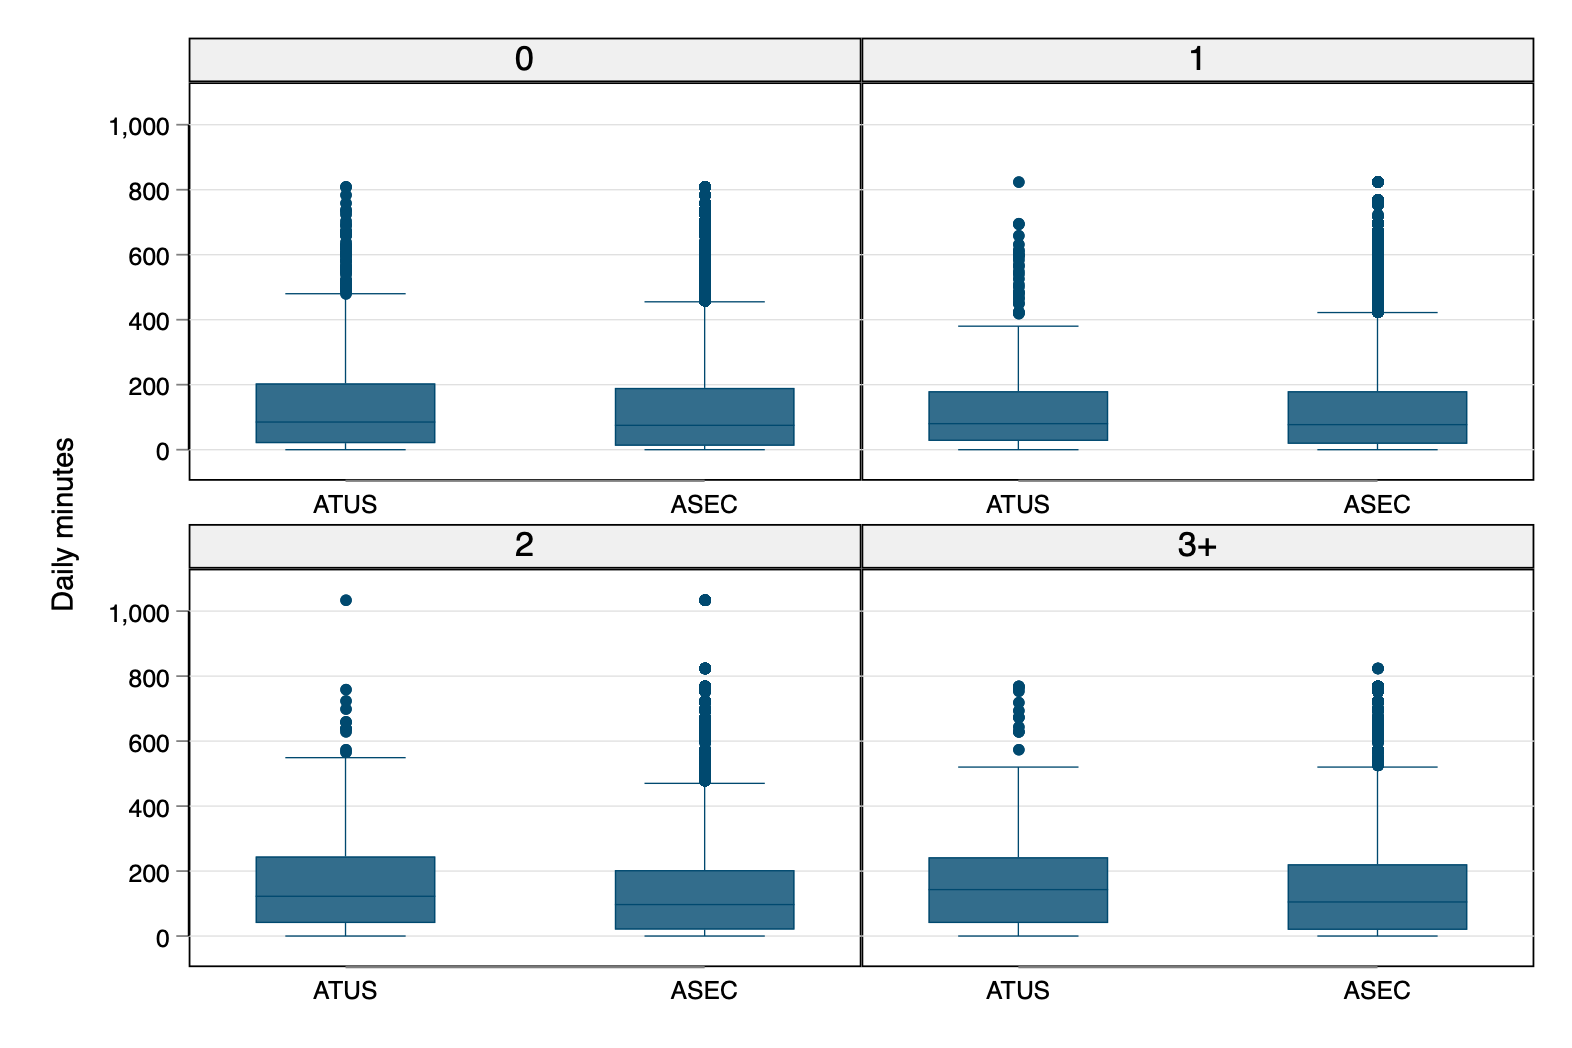 Daily minutes
0
1
1,000
800
600
400
200
0
ATUS
ASEC
ATUS
ASEC
2
3+
1,000
800
600
400
200
0
ATUS
ASEC
ATUS
ASEC